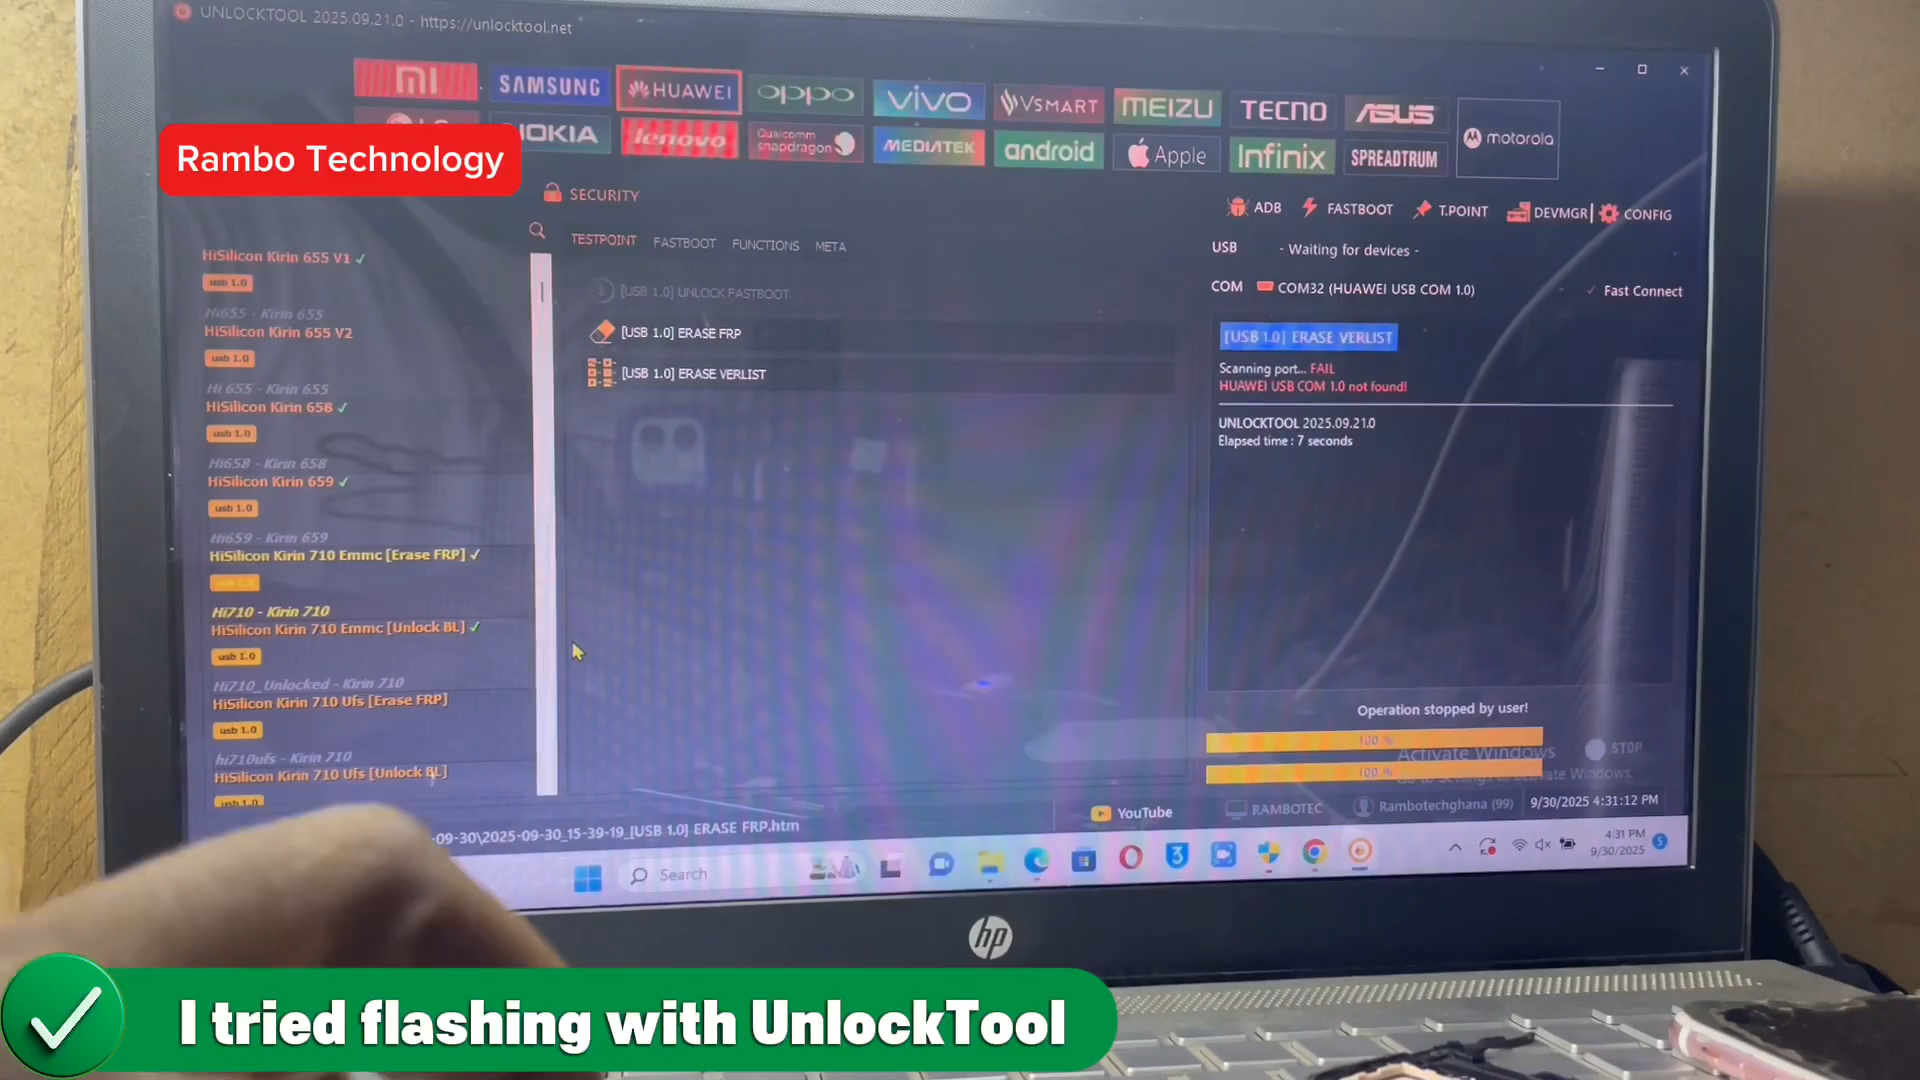 UNLOCKTOOL 2025.09.21.0 - https://unlocktool.net
SAMSUNG
HUAWEI
oppo
vivo
VSMART
MEIZU
TECNO
ASUS
motorola
LG
NOKIA
lenovo
Qualcomm snapdragon
MEDIATEK
android
Apple
Infinix
SPREADTRUM
Rambo Technology
SECURITY
ADB
FASTBOOT
T.POINT
DEVMGR
CONFIG
TESTPOINT FASTBOOT FUNCTIONS META
USB - Waiting for devices -
COM COM32 (HUAWEI USB COM 1.0) - ✓ Fast Connect
HiSilicon Kirin 655 V1 ✓
usb 1.0
Hi655 - Kirin 655
HiSilicon Kirin 655 V2
usb 1.0
Hi 655 - Kirin 655
HiSilicon Kirin 658 ✓
usb 1.0
Hi658 - Kirin 658
HiSilicon Kirin 659 ✓
usb 1.0
Hi659 - Kirin 659
HiSilicon Kirin 710 Emmc [Erase FRP] ✓
Hi710 - Kirin 710
HiSilicon Kirin 710 Emmc [Unlock BL] ✓
usb 1.0
Hi710_Unlocked - Kirin 710
HiSilicon Kirin 710 Ufs [Erase FRP]
usb 1.0
hi710ufs - Kirin 710
HiSilicon Kirin 710 Ufs [Unlock BL]
usb 1.0
[USB 1.0] UNLOCK FASTBOOT
[USB 1.0] ERASE FRP
[USB 1.0] ERASE VERLIST
[USB 1.0] ERASE VERLIST
Scanning port... FAIL
HUAWEI USB COM 1.0 not found!
UNLOCKTOOL 2025.09.21.0
Elapsed time : 7 seconds
Operation stopped by user!
100 %
100 %
Activate Windows
STOP
-09-30\2025-09-30_15-39-19_[USB 1.0] ERASE FRP.htm
YouTube
RAMBOTEC
Rambotechghana (99)
9/30/2025 4:31:12 PM
Search
4:31 PM
9/30/2025
5
hp
I tried flashing with UnlockTool